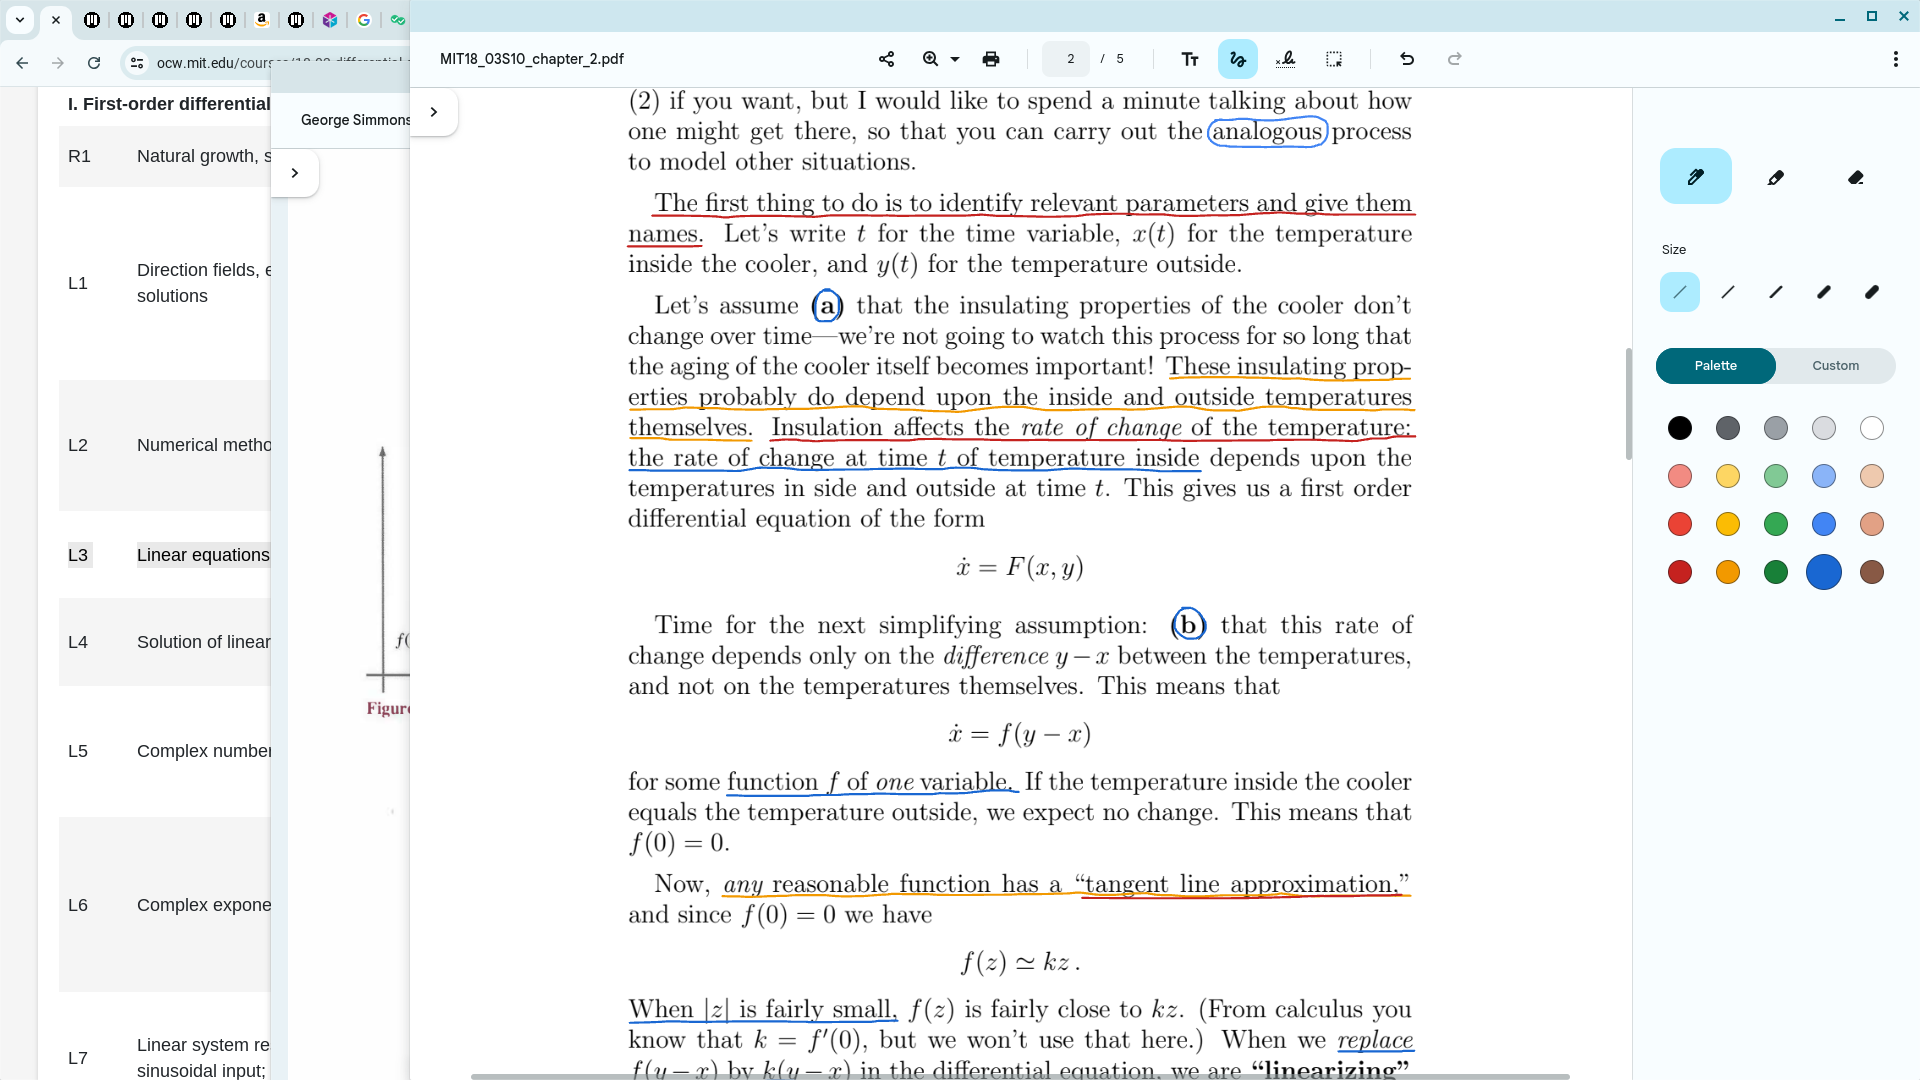 ocw.mit.edu/course
I. First-order differential
R1 Natural growth, s
L1 Direction fields, e
solutions
L2 Numerical metho
L3 Linear equations
L4 Solution of linear
L5 Complex number
L6 Complex expone
L7 Linear system re
sinusoidal input;
George Simmons
f(
Figure
MIT18_03S10_chapter_2.pdf
2 / 5
(2) if you want, but I would like to spend a minute talking about how
one might get there, so that you can carry out the analogous process
to model other situations.
The first thing to do is to identify relevant parameters and give them
names. Let's write t for the time variable, x(t) for the temperature
inside the cooler, and y(t) for the temperature outside.
Let's assume (a) that the insulating properties of the cooler don't
change over time—we're not going to watch this process for so long that
the aging of the cooler itself becomes important! These insulating prop-
erties probably do depend upon the inside and outside temperatures
themselves. Insulation affects the rate of change of the temperature:
the rate of change at time t of temperature inside depends upon the
temperatures in side and outside at time t. This gives us a first order
differential equation of the form
ẋ = F(x, y)
Time for the next simplifying assumption: (b) that this rate of
change depends only on the difference y − x between the temperatures,
and not on the temperatures themselves. This means that
ẋ = f(y − x)
for some function f of one variable. If the temperature inside the cooler
equals the temperature outside, we expect no change. This means that
f(0) = 0.
Now, any reasonable function has a “tangent line approximation,”
and since f(0) = 0 we have
f(z) ≃ kz .
When |z| is fairly small, f(z) is fairly close to kz. (From calculus you
know that k = f′(0), but we won't use that here.) When we replace
f(y − x) by k(y − x) in the differential equation, we are “linearizing”
Size
Palette
Custom